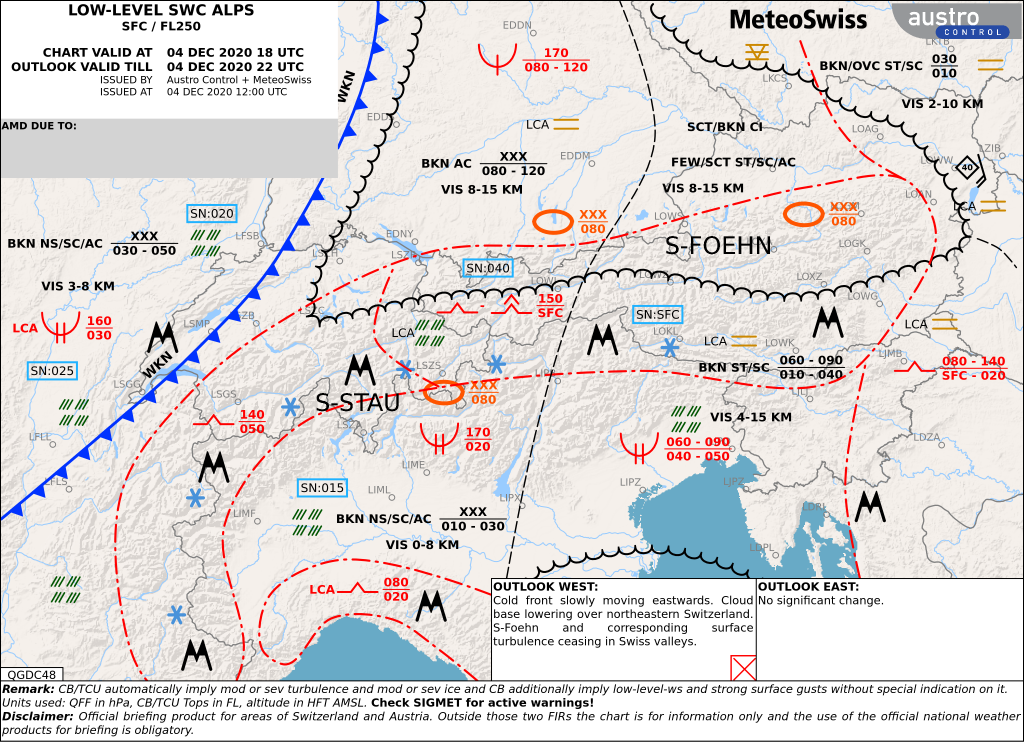 LOW-LEVEL SWC ALPS
SFC / FL250
CHART VALID AT 04 DEC 2020 18 UTC
OUTLOOK VALID TILL 04 DEC 2020 22 UTC
ISSUED BY Austro Control + MeteoSwiss
ISSUED AT 04 DEC 2020 12:00 UTC
AMD DUE TO:
MeteoSwiss
austro
CONTROL
WKN
EDDN
170
080 - 120
LKCS
LKTB
BKN/OVC ST/SC 030
010
VIS 2-10 KM
EDD
LCA
SCT/BKN CI
LOAG
LZIB
BKN AC XXX
080 - 120
EDDM
FEW/SCT ST/SC/AC
LOWW
40
VIS 8-15 KM
VIS 8-15 KM
LOAN
LCA
SN:020
XXX
080
LOWS
XXX
080
BKN NS/SC/AC XXX
030 - 050
LFSB
EDNY
S-FOEHN
LOGK
LSZ
SN:040
LOXZ
VIS 3-8 KM
LOWI
LOWG
LCA 160
030
LSMP
SZB
150
SFC
SN:SFC
LCA
LCA
LOKL
LCA
LOWK
LJMB
WKN
SN:025
LSZS
BKN ST/SC 060 - 090
010 - 040
080 - 140
SFC - 020
LSGG
LSGS
S-STAU
XXX
080
LIP
LJLJ
140
050
VIS 4-15 KM
LFLL
LSZA
170
020
060 - 090
040 - 050
LDZA
LFLS
LIME
SN:015
LIML
LIPX
LIPZ
LJPZ
LIMF
BKN NS/SC/AC XXX
010 - 030
LDRI
VIS 0-8 KM
LDPL
LCA 080
020
OUTLOOK WEST:
Cold front slowly moving eastwards. Cloud
base lowering over northeastern Switzerland.
S-Foehn and corresponding surface
turbulence ceasing in Swiss valleys.
OUTLOOK EAST:
No significant change.
QGDC48
Remark: CB/TCU automatically imply mod or sev turbulence and mod or sev ice and CB additionally imply low-level-ws and strong surface gusts without special indication on it.
Units used: QFF in hPa, CB/TCU Tops in FL, altitude in HFT AMSL. Check SIGMET for active warnings!
Disclaimer: Official briefing product for areas of Switzerland and Austria. Outside those two FIRs the chart is for information only and the use of the official national weather
products for briefing is obligatory.